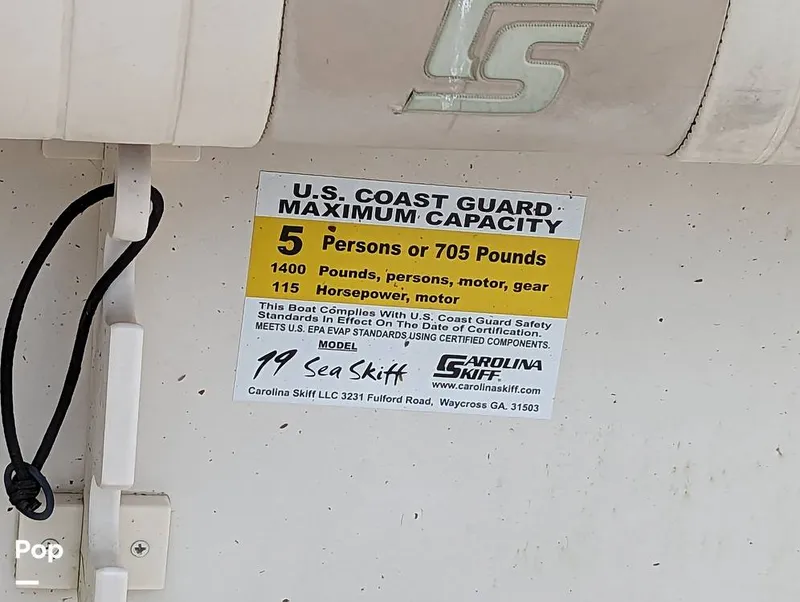 CS
U.S. COAST GUARD
MAXIMUM CAPACITY
5 Persons or 705 Pounds
1400 Pounds, persons, motor, gear
115 Horsepower, motor
This Boat Complies With U.S. Coast Guard Safety
Standards In Effect On The Date of Certification.
MEETS U.S. EPA EVAP STANDARDS USING CERTIFIED COMPONENTS.
MODEL
19 Sea Skiff
CAROLINA
SKIFF
www.carolinaskiff.com
Carolina Skiff LLC 3231 Fulford Road, Waycross GA. 31503
Pop